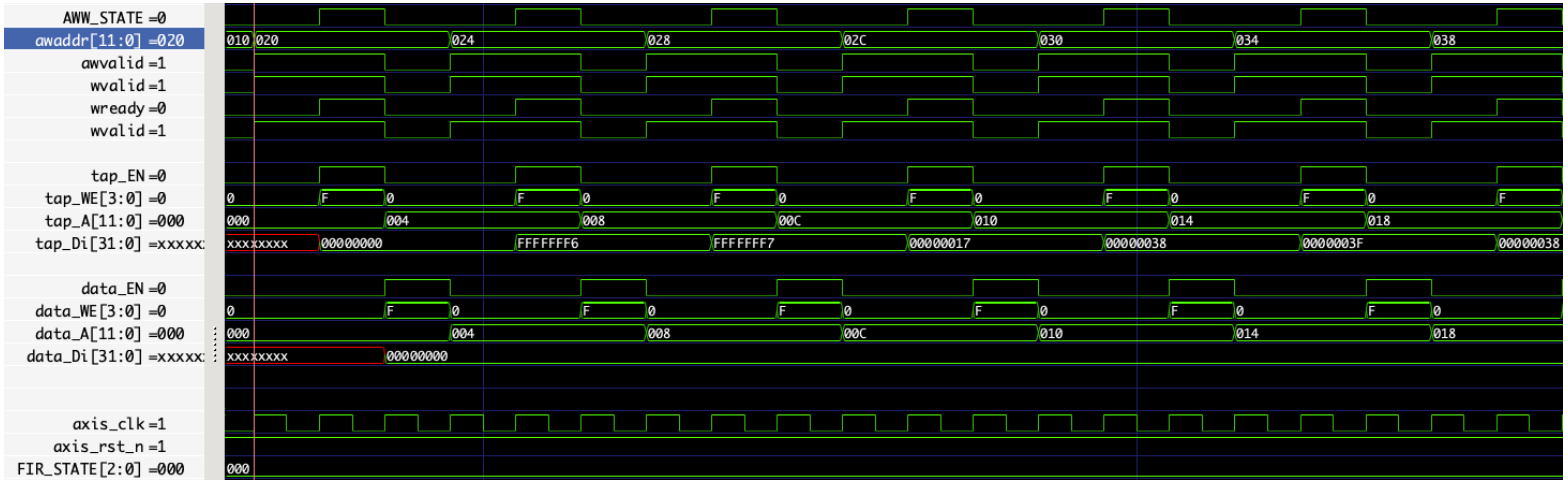 AWW_STATE =0
awaddr[11:0] =020 010 020 024 028 02C 030 034 038
awvalid =1
wvalid =1
wready =0
wvalid =1
tap_EN =0
tap_WE[3:0] =0 0 F 0 F 0 F 0 F 0 F 0 F 0 F
tap_A[11:0] =000 000 004 008 00C 010 014 018
tap_Di[31:0] =xxxxx: xxxxxxxx 00000000 FFFFFFF6 FFFFFFF7 00000017 00000038 0000003F 00000038
data_EN =0
data_WE[3:0] =0 0 F 0 F 0 F 0 F 0 F 0 F 0
data_A[11:0] =000 000 004 008 00C 010 014 018
data_Di[31:0] =xxxxx: xxxxxxxx 00000000
axis_clk =1
axis_rst_n =1
FIR_STATE[2:0] =000 000